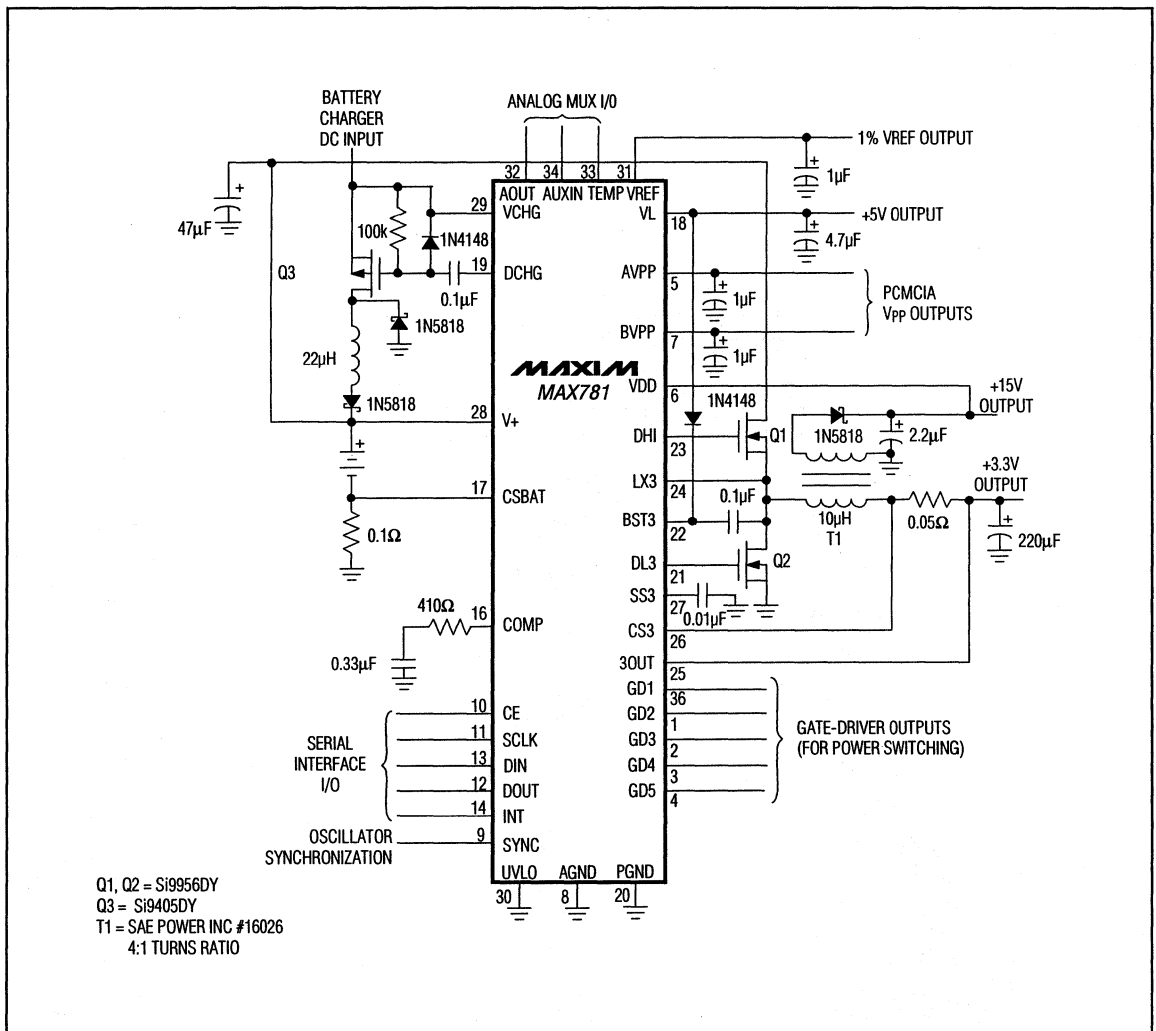 BATTERY
CHARGER
DC INPUT
ANALOG MUX I/O
1% VREF OUTPUT
32
34
33
31
AOUT AUXIN TEMP VREF
1µF
47µF
29
VCHG
100k
1N4148
VL
18
+5V OUTPUT
4.7µF
Q3
19
DCHG
0.1µF
AVPP
5
1µF
PCMCIA
VPP OUTPUTS
1N5818
BVPP
7
1µF
22µH
MAXIM
MAX781
VDD
6
+15V
OUTPUT
1N5818
1N4148
28
V+
DHI
23
Q1
1N5818
2.2µF
+3.3V
OUTPUT
LX3
24
17
CSBAT
0.1µF
10µH
T1
0.05Ω
0.1Ω
BST3
22
220µF
DL3
21
Q2
SS3
27
0.01µF
410Ω
16
COMP
CS3
26
0.33µF
3OUT
25
GD1
36
GD2
1
GD3
2
GD4
3
GD5
4
GATE-DRIVER OUTPUTS
(FOR POWER SWITCHING)
SERIAL
INTERFACE
I/O
10
CE
11
SCLK
13
DIN
12
DOUT
14
INT
OSCILLATOR
SYNCHRONIZATION
9
SYNC
UVLO AGND PGND
30
8
20
Q1, Q2 = Si9956DY
Q3 = Si9405DY
T1 = SAE POWER INC #16026
4:1 TURNS RATIO